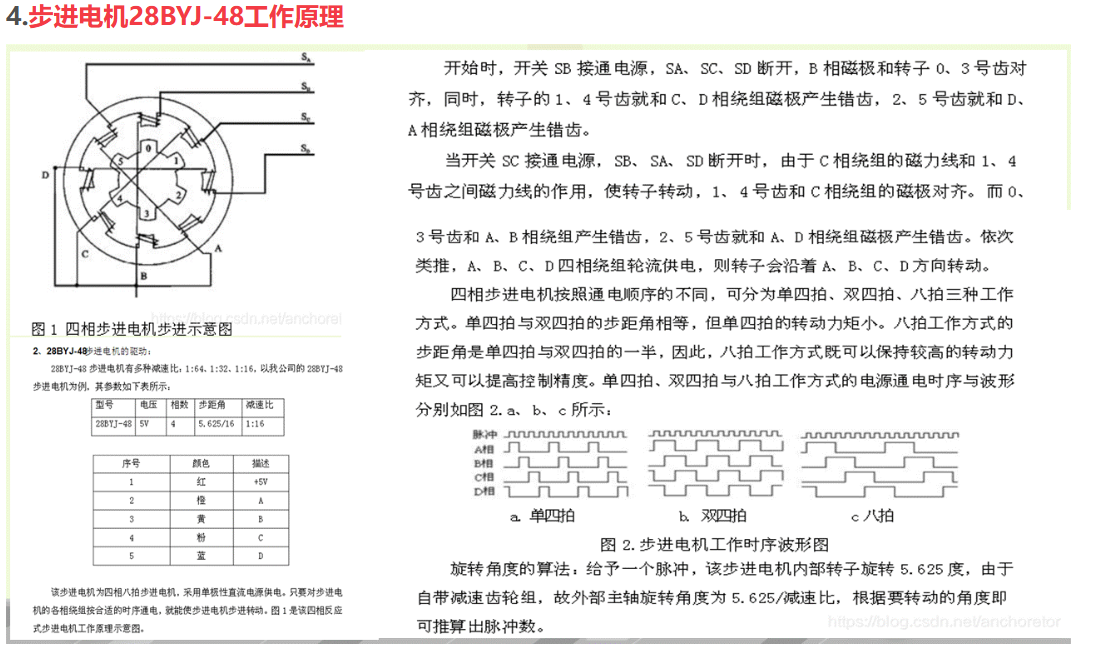 4.步进电机28BYJ-48工作原理
S_A
S_B
S_C
S_D
0
1
2
3
4
5
D
C
B
A
https://blog.csdn.net/anchoret
图 1 四相步进电机步进示意图
2、28BYJ-48步进电机的驱动:
28BYJ-48 步进电机有多种减速比:1:64、1:32、1:16，以我公司的 28BYJ-48
步进电机为例，其参数如下表所示:
型号 电压 相数 步距角 减速比
28BYJ-48 5V 4 5.625/16 1:16
序号 颜色 描述
1 红 +5V
2 橙 A
3 黄 B
4 粉 C
5 蓝 D
该步进电机为四相八拍步进电机，采用单极性直流电源供电。只要对步进电
机的各相绕组按合适的时序通电，就能使步进电机步进转动。图 1 是该四相反应
式步进电机工作原理示意图。
开始时，开关 SB 接通电源，SA、SC、SD 断开，B 相磁极和转子 0、3 号齿对
齐，同时，转子的 1、4 号齿就和 C、D 相绕组磁极产生错齿，2、5 号齿就和 D、
A 相绕组磁极产生错齿。
当开关 SC 接通电源，SB、SA、SD 断开时，由于 C 相绕组的磁力线和 1、4
号齿之间磁力线的作用，使转子转动，1、4 号齿和 C 相绕组的磁极对齐。而 0、
3 号齿和 A、B 相绕组产生错齿，2、5 号齿就和 A、D 相绕组磁极产生错齿。依次
类推，A、B、C、D 四相绕组轮流供电，则转子会沿着 A、B、C、D 方向转动。
四相步进电机按照通电顺序的不同，可分为单四拍、双四拍、八拍三种工作
方式。单四拍与双四拍的步距角相等，但单四拍的转动力矩小。八拍工作方式的
步距角是单四拍与双四拍的一半，因此，八拍工作方式既可以保持较高的转动力
矩又可以提高控制精度。单四拍、双四拍与八拍工作方式的电源通电时序与波形
分别如图 2.a、b、c 所示:
脉冲
A相
B相
C相
D相
a. 单四拍 b. 双四拍 c 八拍
图 2.步进电机工作时序波形图
旋转角度的算法:给予一个脉冲，该步进电机内部转子旋转 5.625 度，由于
自带减速齿轮组，故外部主轴旋转角度为 5.625/减速比，根据要转动的角度即
可推算出脉冲数。
https://blog.csdn.net/anchoretor